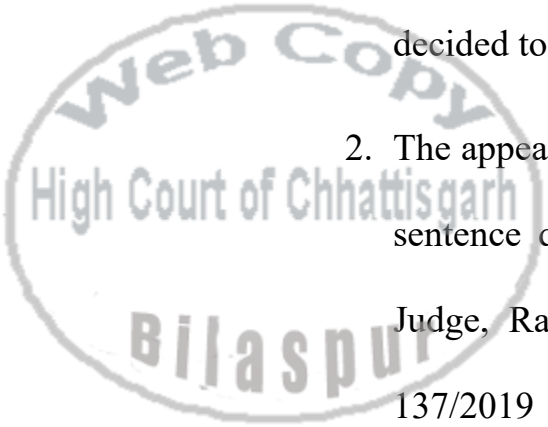 decided to
2. The appea
sentence
Judge, Ra
137/2019
Web Copy
High Court of Chhattisgarh
Bilaspur